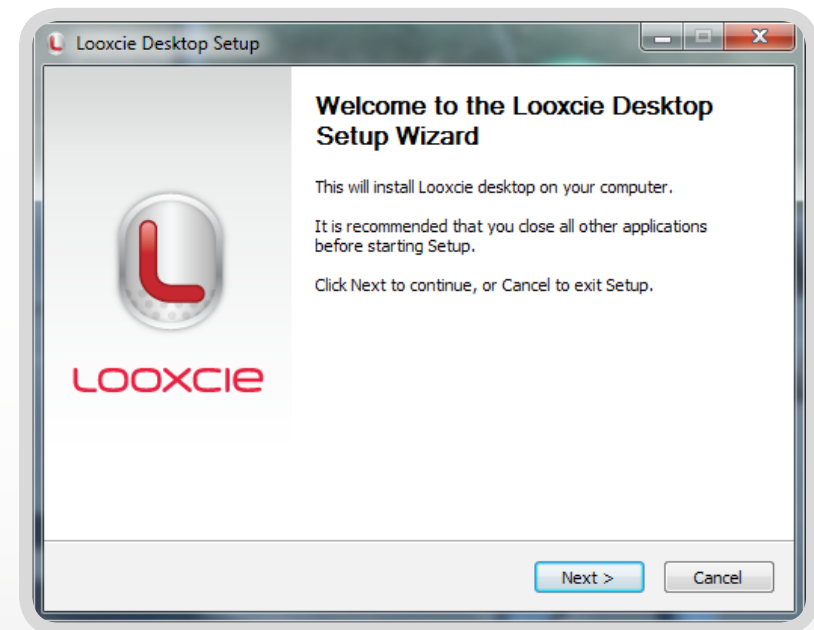 Looxcie Desktop Setup
Welcome to the Looxcie Desktop
Setup Wizard
This will install Looxcie desktop on your computer.
It is recommended that you close all other applications
before starting Setup.
Click Next to continue, or Cancel to exit Setup.
LOOXCIE
Next >
Cancel